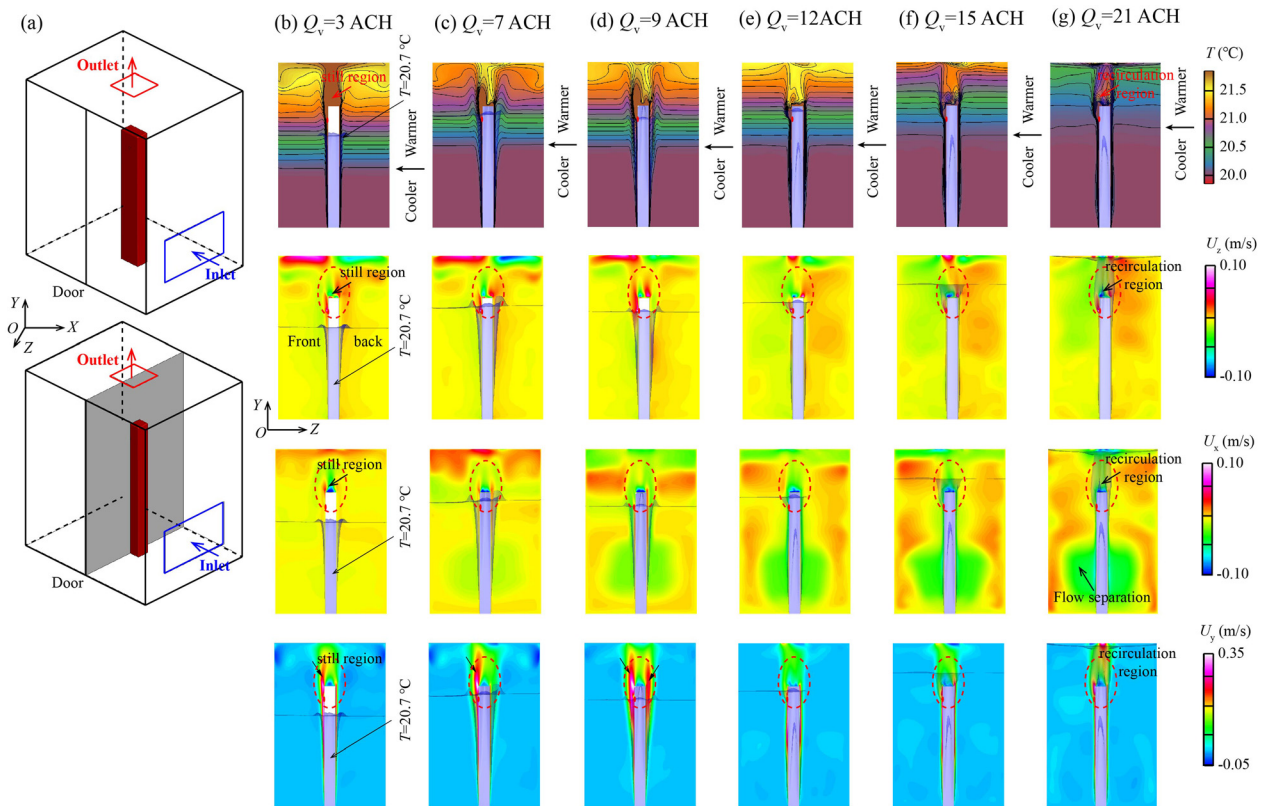 (a)
(b) Qv=3 ACH
(c) Qv=7 ACH
(d) Qv=9 ACH
(e) Qv=12ACH
(f) Qv=15 ACH
(g) Qv=21 ACH
Outlet
Inlet
Door
Y
O
X
Z
Outlet
Inlet
Door
still region
T=20.7 °C
Warmer
Cooler
Warmer
Cooler
Warmer
Cooler
Warmer
Cooler
Warmer
Cooler
recirculation
region
Warmer
Cooler
T (°C)
21.5
21.0
20.5
20.0
still region
Front
back
T=20.7 °C
recirculation
region
Uz (m/s)
0.10
-0.10
Y
O
Z
still region
T=20.7 °C
recirculation
region
Flow separation
Ux (m/s)
0.10
-0.10
still region
T=20.7 °C
recirculation
region
Uy (m/s)
0.35
-0.05